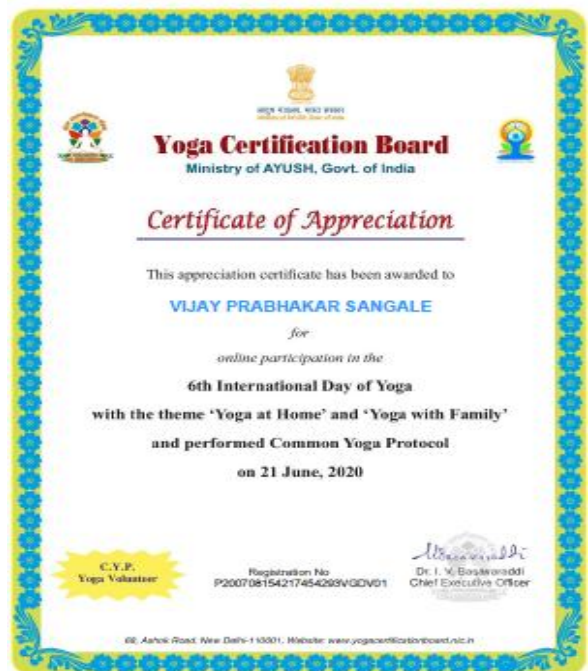 Yoga Certification Board
Ministry of AYUSH, Govt. of India
Certificate of Appreciation
This appreciation certificate has been awarded to
VIJAY PRABHAKAR SANGALE
for
online participation in the
6th International Day of Yoga
with the theme ‘Yoga at Home’ and ‘Yoga with Family’
and performed Common Yoga Protocol
on 21 June, 2020
C.Y.P.
Yoga Volunteer
Registration No
P200708154217454293VGDV01
Dr. I. V. Basavaraddi
Chief Executive Officer
68, Ashok Road, New Delhi-110001, Website: www.yogacertificationboard.nic.in